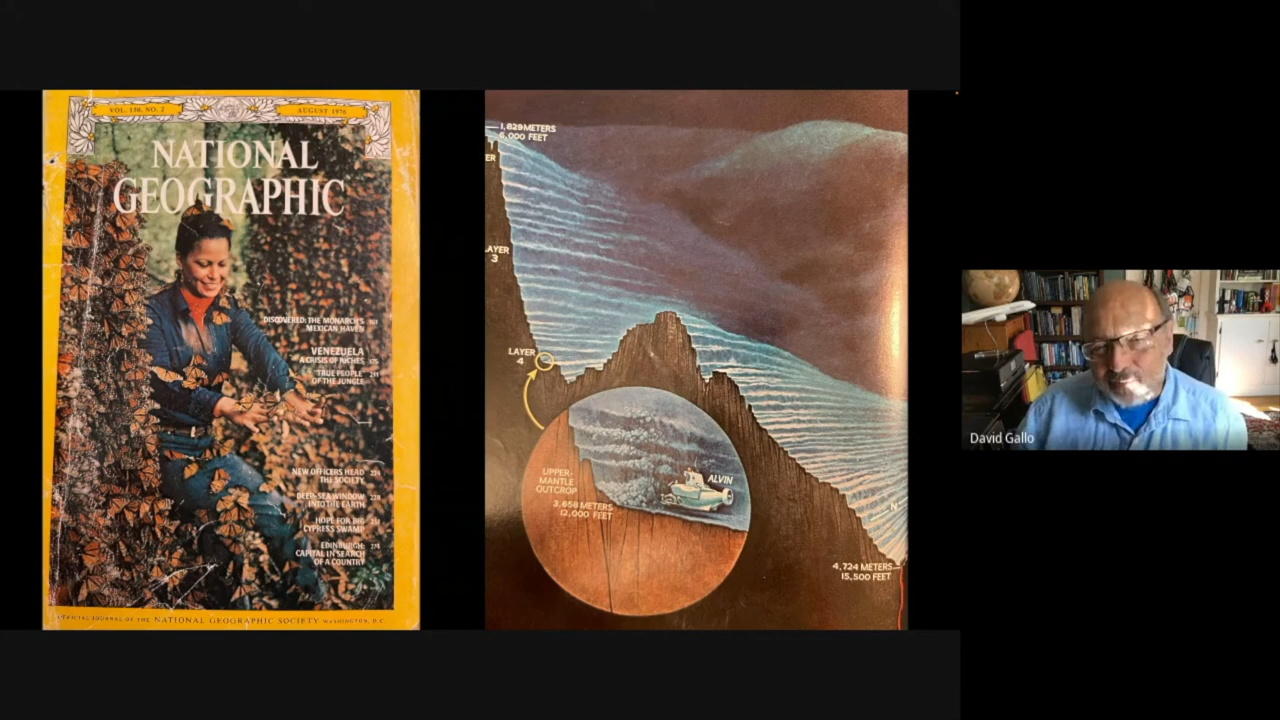 VOL. 150, NO. 2
AUGUST 1976
NATIONAL
GEOGRAPHIC
DISCOVERED: THE MONARCH'S 161
MEXICAN HAVEN
VENEZUELA
A CRISIS OF RICHES 175
"TRUE PEOPLE"
OF THE JUNGLE
NEW OFFICERS HEAD
THE SOCIETY
DEEP-SEA WINDOW
INTO THE EARTH
HOPE FOR BIG
CYPRESS SWAMP
EDINBURGH:
CAPITAL IN SEARCH
OF A COUNTRY
OFFICIAL JOURNAL OF THE NATIONAL GEOGRAPHIC SOCIETY WASHINGTON, D.C.
1,829 METERS
6,000 FEET
ER
LAYER
3
LAYER
4
UPPER-
MANTLE
OUTCROP
3,658 METERS
12,000 FEET
ALVIN
N
4,724 METERS
15,500 FEET
David Gallo